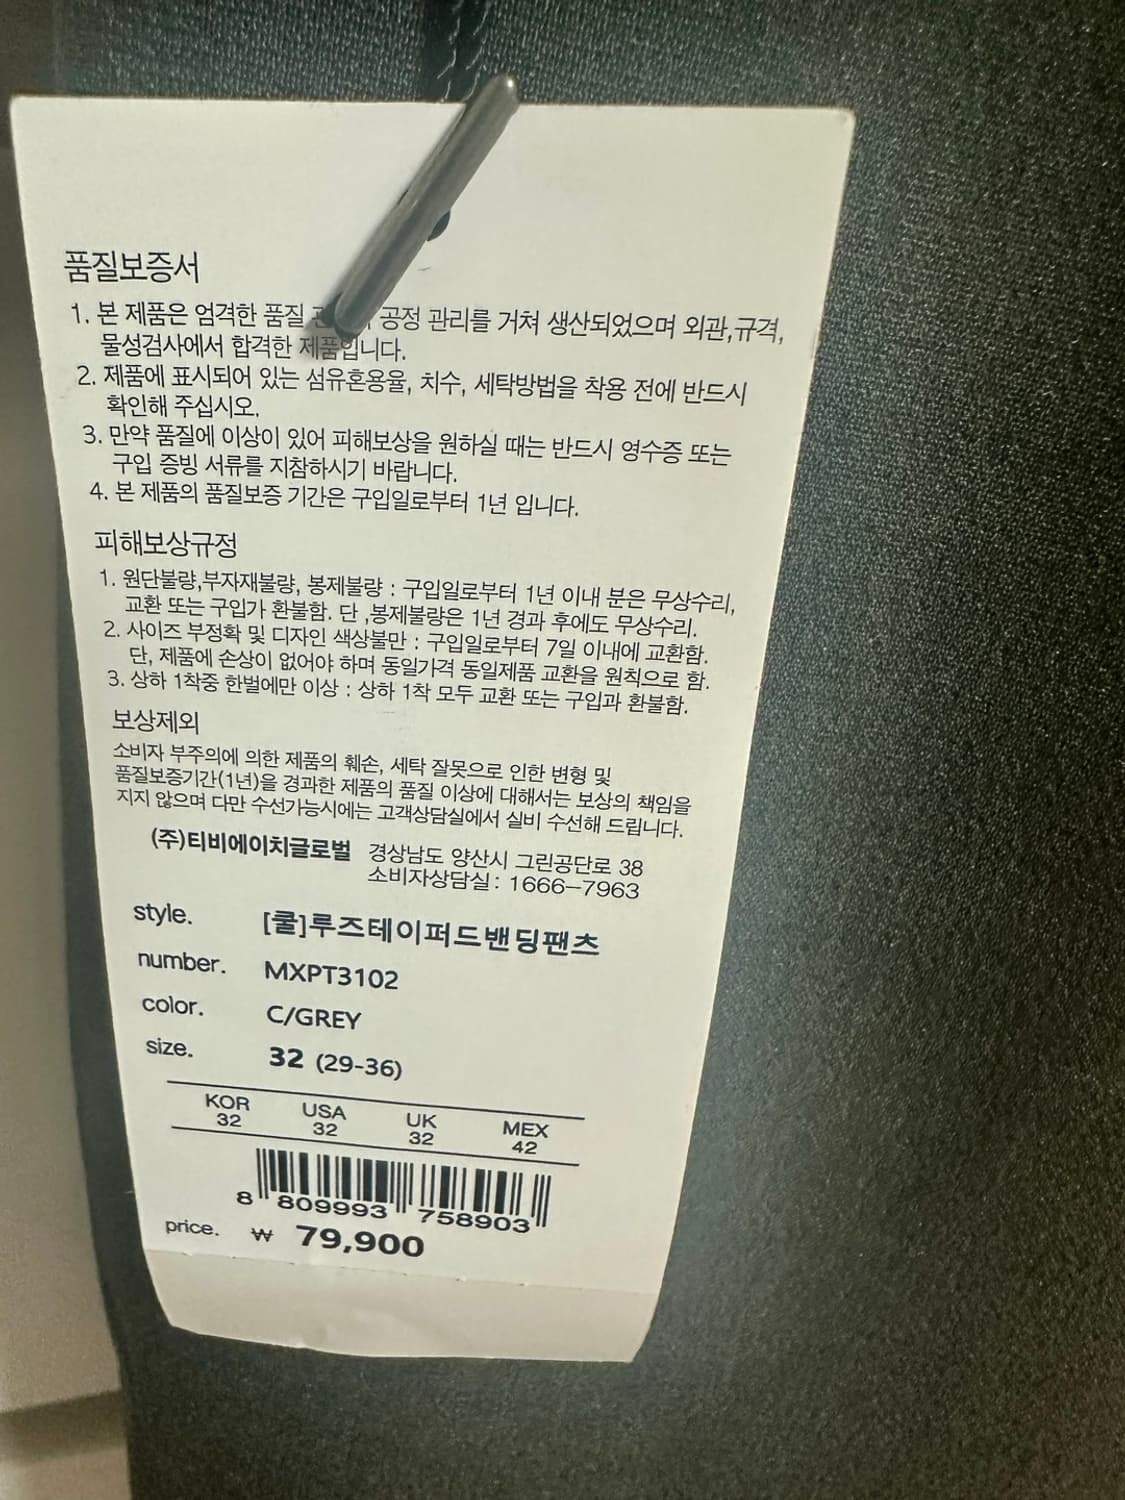 품질보증서
1. 본 제품은 엄격한 품질 공정 관리를 거쳐 생산되었으며 외관,규격,
물성검사에서 합격한 제품입니다.
2. 제품에 표시되어 있는 섬유혼용율, 치수, 세탁방법을 착용 전에 반드시
확인해 주십시오.
3. 만약 품질에 이상이 있어 피해보상을 원하실 때는 반드시 영수증 또는
구입 증빙 서류를 지참하시기 바랍니다.
4. 본 제품의 품질보증 기간은 구입일로부터 1년 입니다.
피해보상규정
1. 원단불량,부자재불량, 봉제불량 : 구입일로부터 1년 이내 분은 무상수리,
교환 또는 구입가 환불함. 단 ,봉제불량은 1년 경과 후에도 무상수리.
2. 사이즈 부정확 및 디자인 색상불만 : 구입일로부터 7일 이내에 교환함.
단, 제품에 손상이 없어야 하며 동일가격 동일제품 교환을 원칙으로 함.
3. 상하 1착중 한벌에만 이상 : 상하 1착 모두 교환 또는 구입과 환불함.
보상제외
소비자 부주의에 의한 제품의 훼손, 세탁 잘못으로 인한 변형 및
품질보증기간(1년)을 경과한 제품의 품질 이상에 대해서는 보상의 책임을
지지 않으며 다만 수선가능시에는 고객상담실에서 실비 수선해 드립니다.
(주)티비에이치글로벌 경상남도 양산시 그린공단로 38
소비자상담실 : 1666-7963
style. [쿨]루즈테이퍼드밴딩팬츠
number. MXPT3102
color. C/GREY
size. 32 (29-36)
KOR USA UK MEX
32 32 32 42
8 809993 758903
price. ₩ 79,900